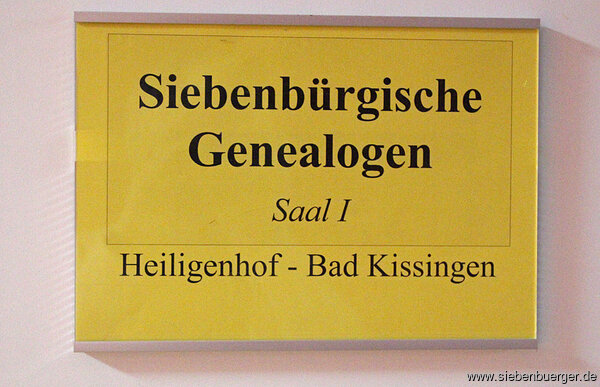 Siebenbürgische
Genealogen
Saal I
Heiligenhof - Bad Kissingen
www.siebenbuerger.de